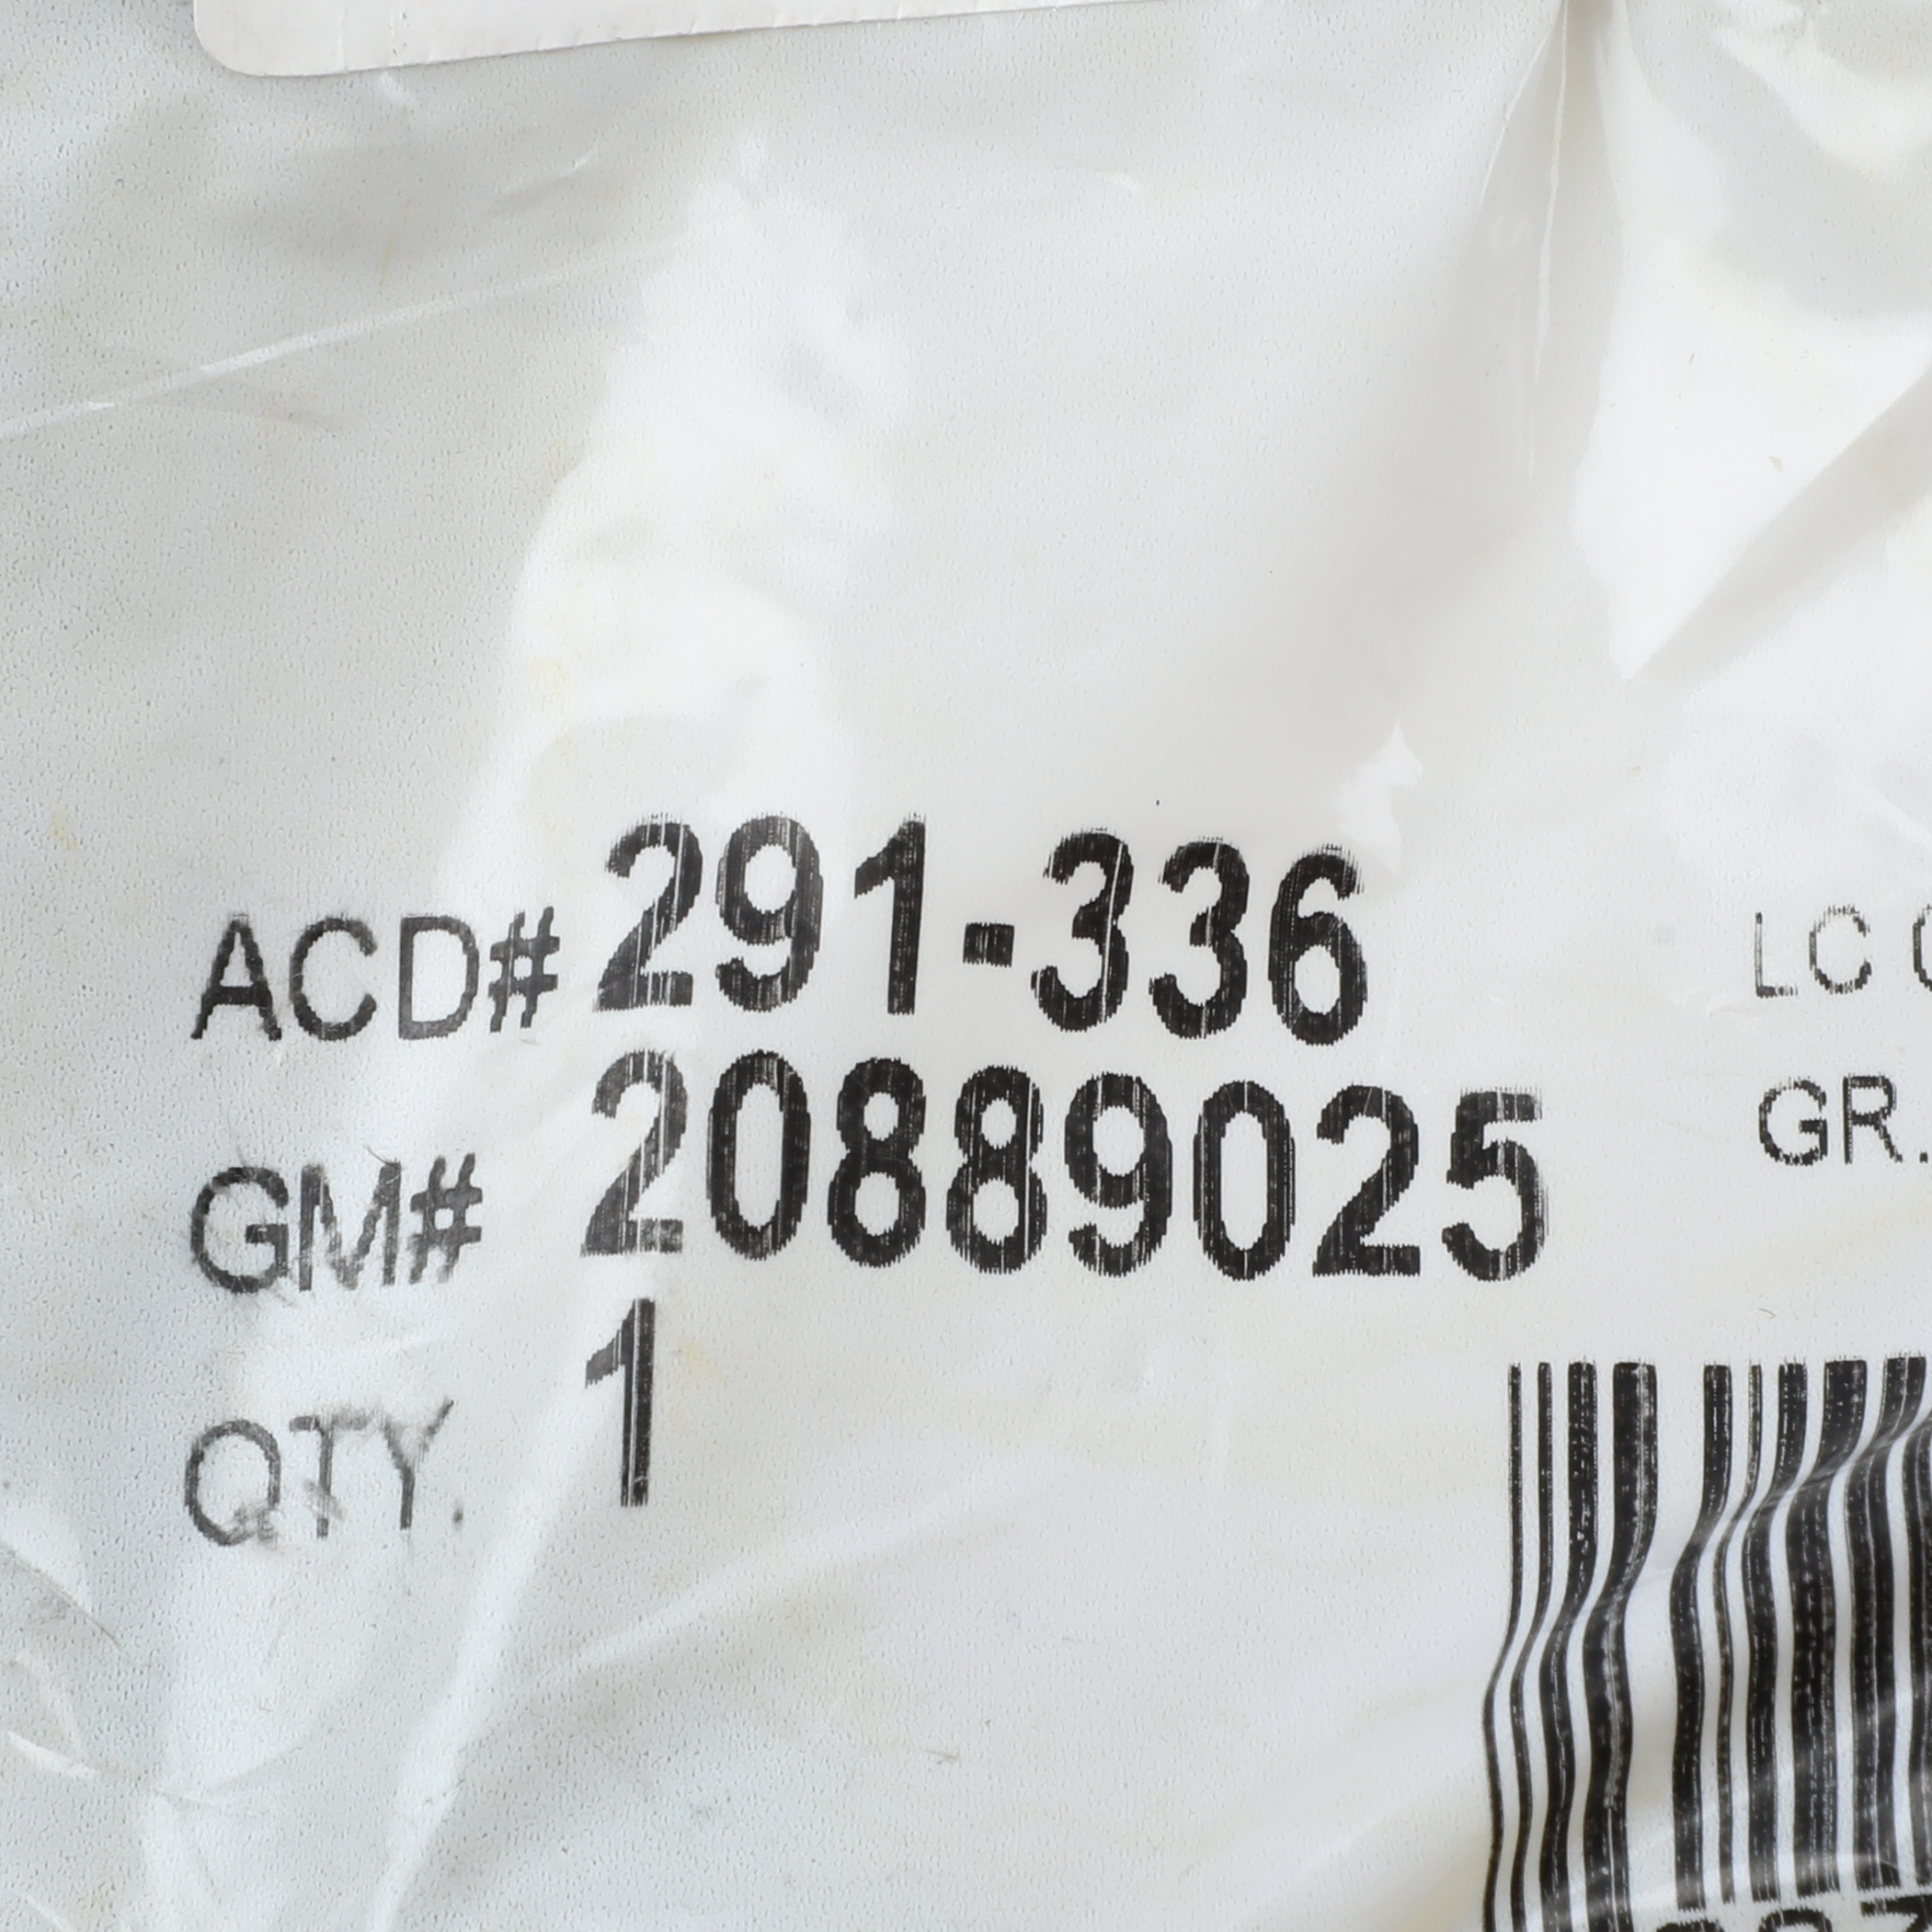 ACD# 291-336
GM# 20889025
QTY. 1
LC
GR.